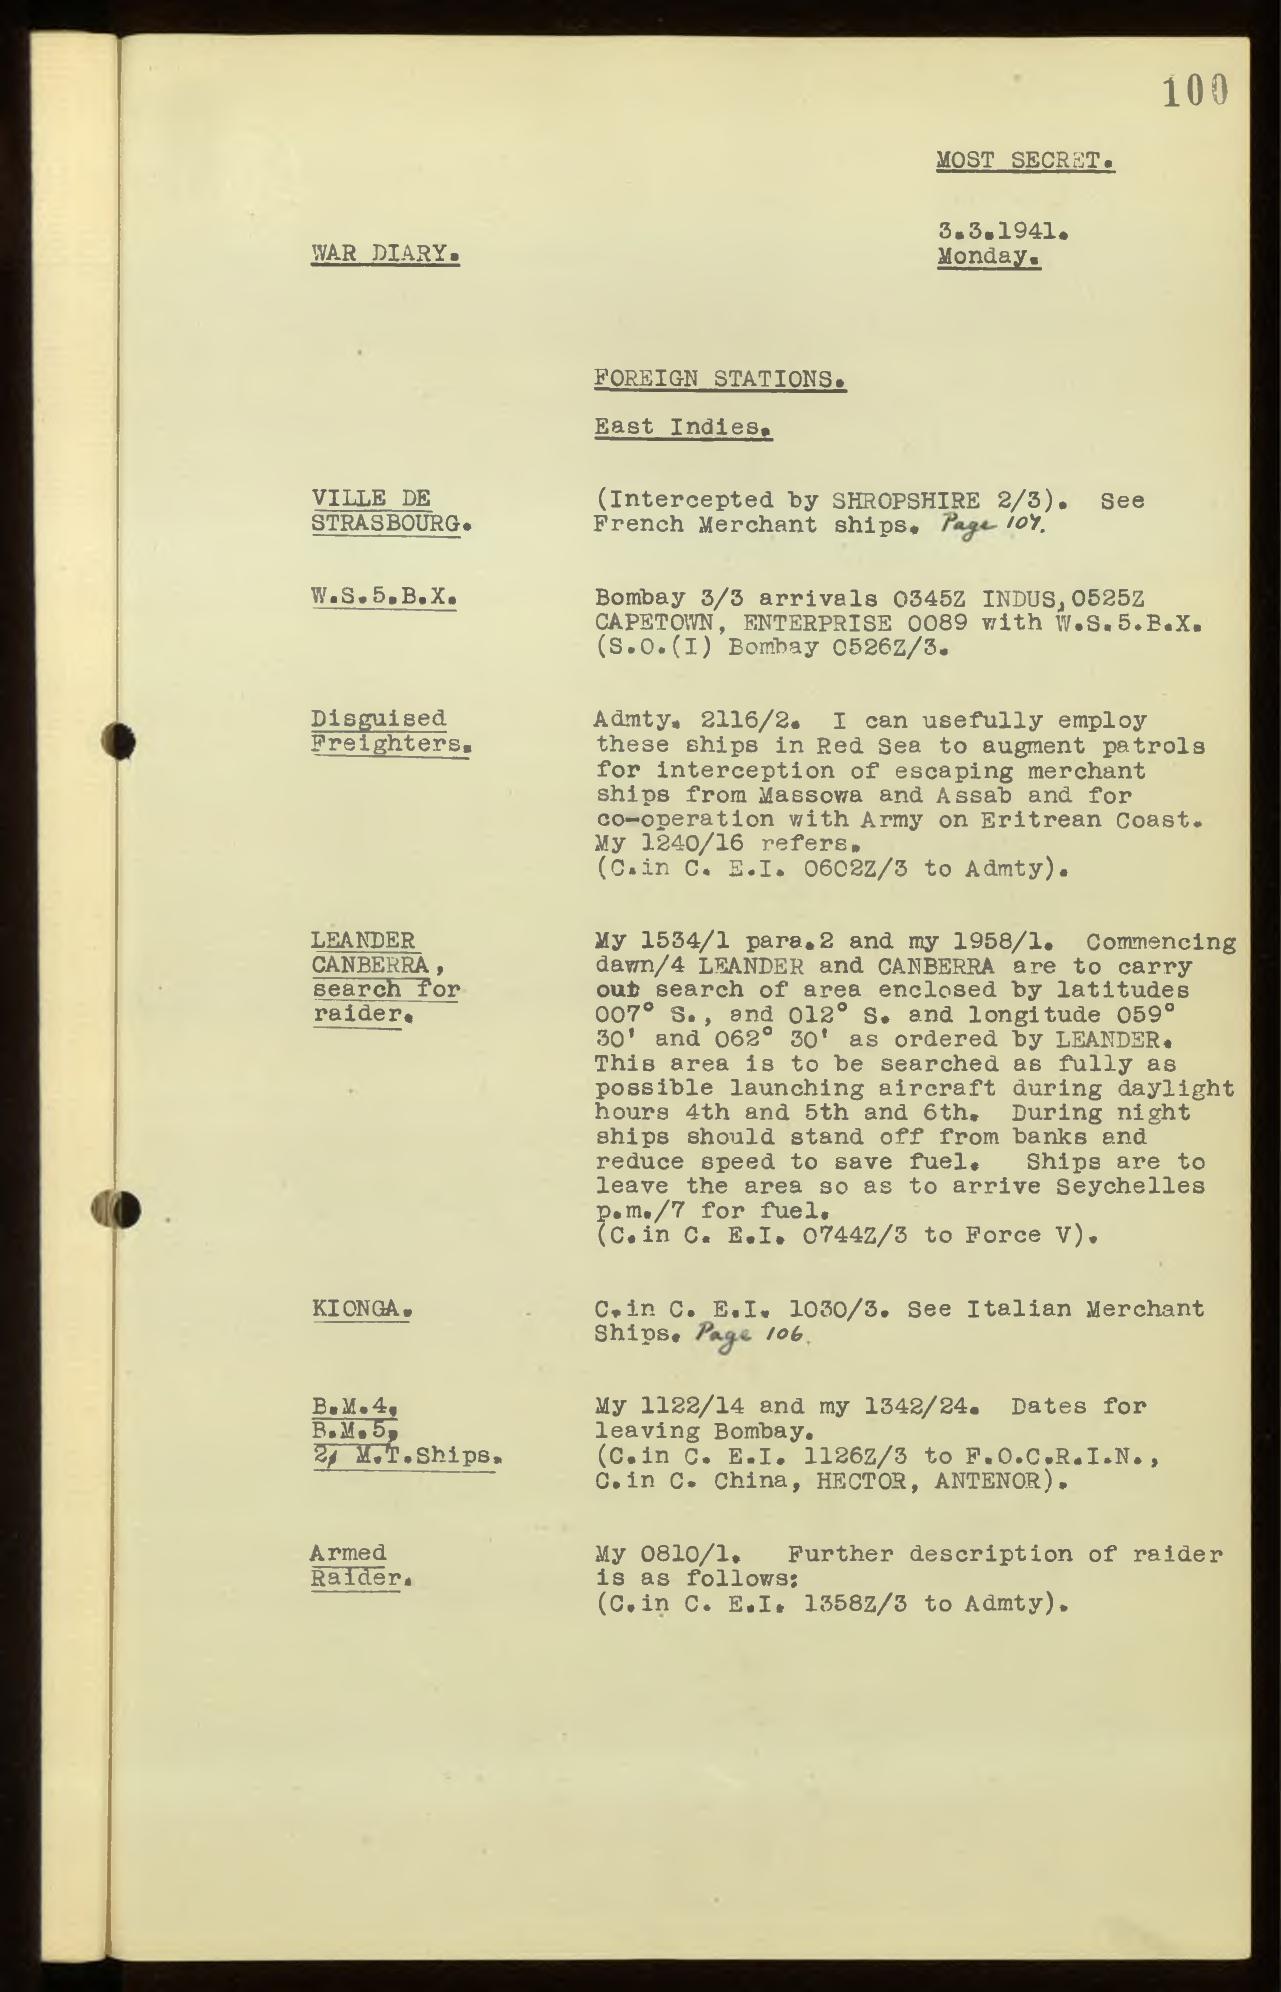 100
MOST SECRET.
3.3.1941.
WAR DIARY.
Monday.
FOREIGN STATIONS.
East Indies.
VILLE DE
STRASBOURG.
(Intercepted by SHROPSHIRE 2/3). See
French Merchant ships. Page 107.
W.S.5.B.X.
Bombay 3/3 arrivals 0345Z INDUS, 0525Z
CAPETOWN, ENTERPRISE 0089 with W.S.5.B.X.
(S.O.(I) Bombay 0526Z/3.
Disguised
Freighters.
Admty. 2116/2. I can usefully employ
these ships in Red Sea to augment patrols
for interception of escaping merchant
ships from Massowa and Assab and for
co-operation with Army on Eritrean Coast.
My 1240/16 refers.
(C.in C. E.I. 0602Z/3 to Admty).
LEANDER
CANBERRA,
search for
raider.
My 1534/1 para.2 and my 1958/1. Commencing
dawn/4 LEANDER and CANBERRA are to carry
out search of area enclosed by latitudes
007° S., and 012° S. and longitude 059°
30' and 062° 30' as ordered by LEANDER.
This area is to be searched as fully as
possible launching aircraft during daylight
hours 4th and 5th and 6th. During night
ships should stand off from banks and
reduce speed to save fuel. Ships are to
leave the area so as to arrive Seychelles
p.m./7 for fuel.
(C.in C. E.I. 0744Z/3 to Force V).
KIONGA.
C.in C. E.I. 1030/3. See Italian Merchant
Ships. Page 106.
B.M.4,
B.M.5,
2, M.T.Ships.
My 1122/14 and my 1342/24. Dates for
leaving Bombay.
(C.in C. E.I. 1126Z/3 to F.O.C.R.I.N.,
C.in C. China, HECTOR, ANTENOR).
Armed
Raider.
My 0810/1. Further description of raider
is as follows:
(C.in C. E.I. 1358Z/3 to Admty).